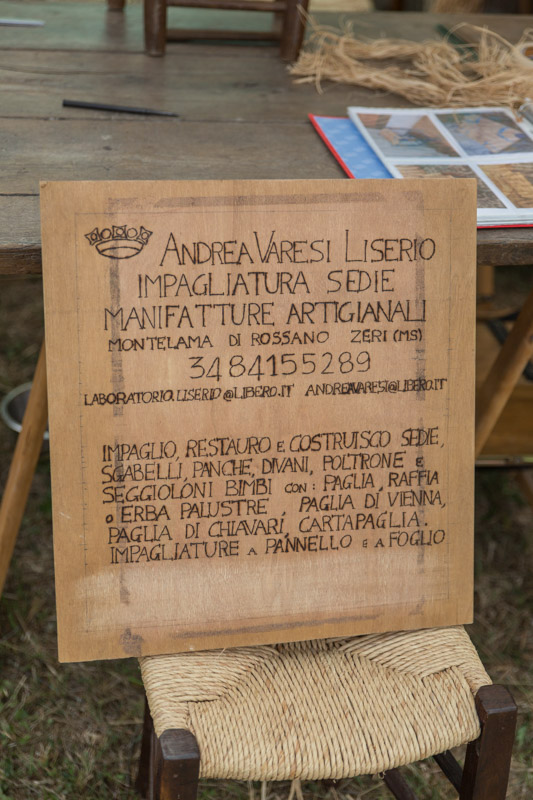 ANDREA VARESI LISERIO
IMPAGLIATURA SEDIE
MANIFATTURE ARTIGIANALI
MONTELAMA DI ROSSANO ZERI (MS)
3484155289
LABORATORIO.LISERIO@LIBERO.IT ANDREAVARESI@LIBERO.IT
IMPAGLIO, RESTAURO E COSTRUISCO SEDIE,
SGABELLI, PANCHE, DIVANI, POLTRONE E
SEGGIOLONI BIMBI CON: PAGLIA, RAFFIA
O ERBA PALUSTRE, PAGLIA DI VIENNA,
PAGLIA DI CHIAVARI, CARTAPAGLIA.
IMPAGLIATURE A PANNELLO E A FOGLIO